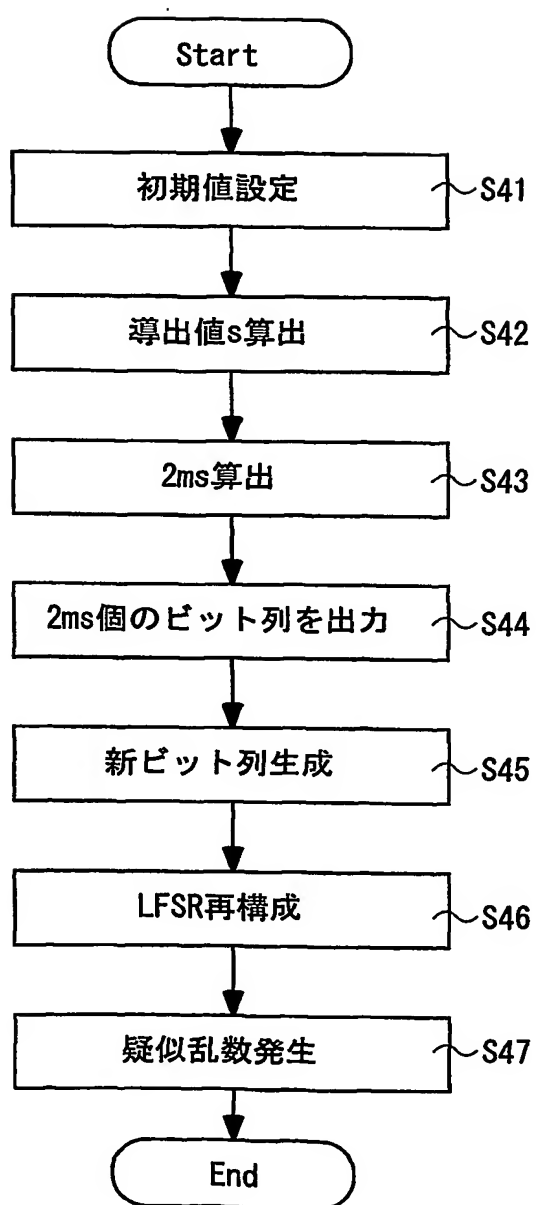 Start
初期値設定
S41
導出値s算出
S42
2ms算出
S43
2ms個のビット列を出力
S44
新ビット列生成
S45
LFSR再構成
S46
疑似乱数発生
S47
End